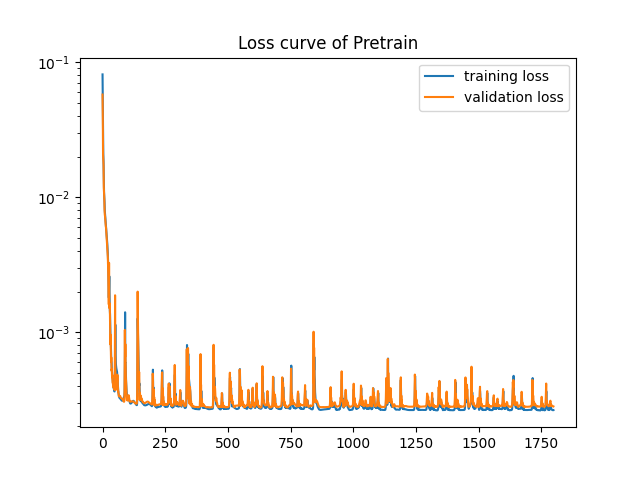 Loss curve of Pretrain
training loss
validation loss
10⁻¹
10⁻²
10⁻³
0 250 500 750 1000 1250 1500 1750